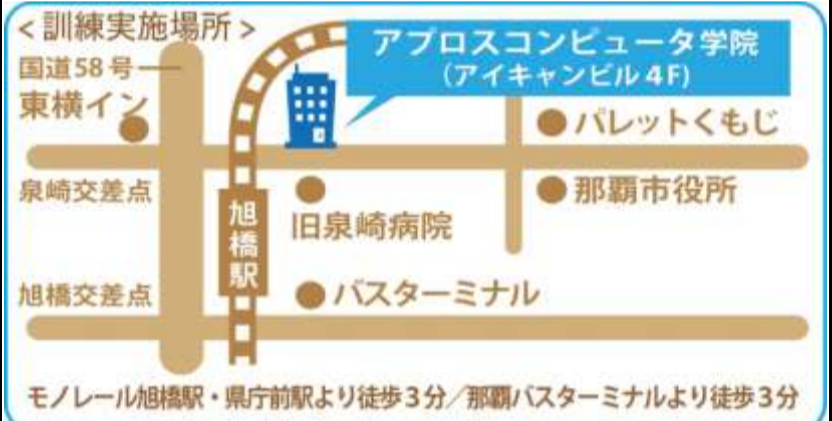 <訓練実施場所>
アプロスコンピュータ学院
(アイキャンビル4F)
国道58号
東横イン
パレットくもじ
泉崎交差点
旭橋駅
旧泉崎病院
那覇市役所
旭橋交差点
バスターミナル
モノレール旭橋駅・県庁前駅より徒歩3分/那覇バスターミナルより徒歩3分